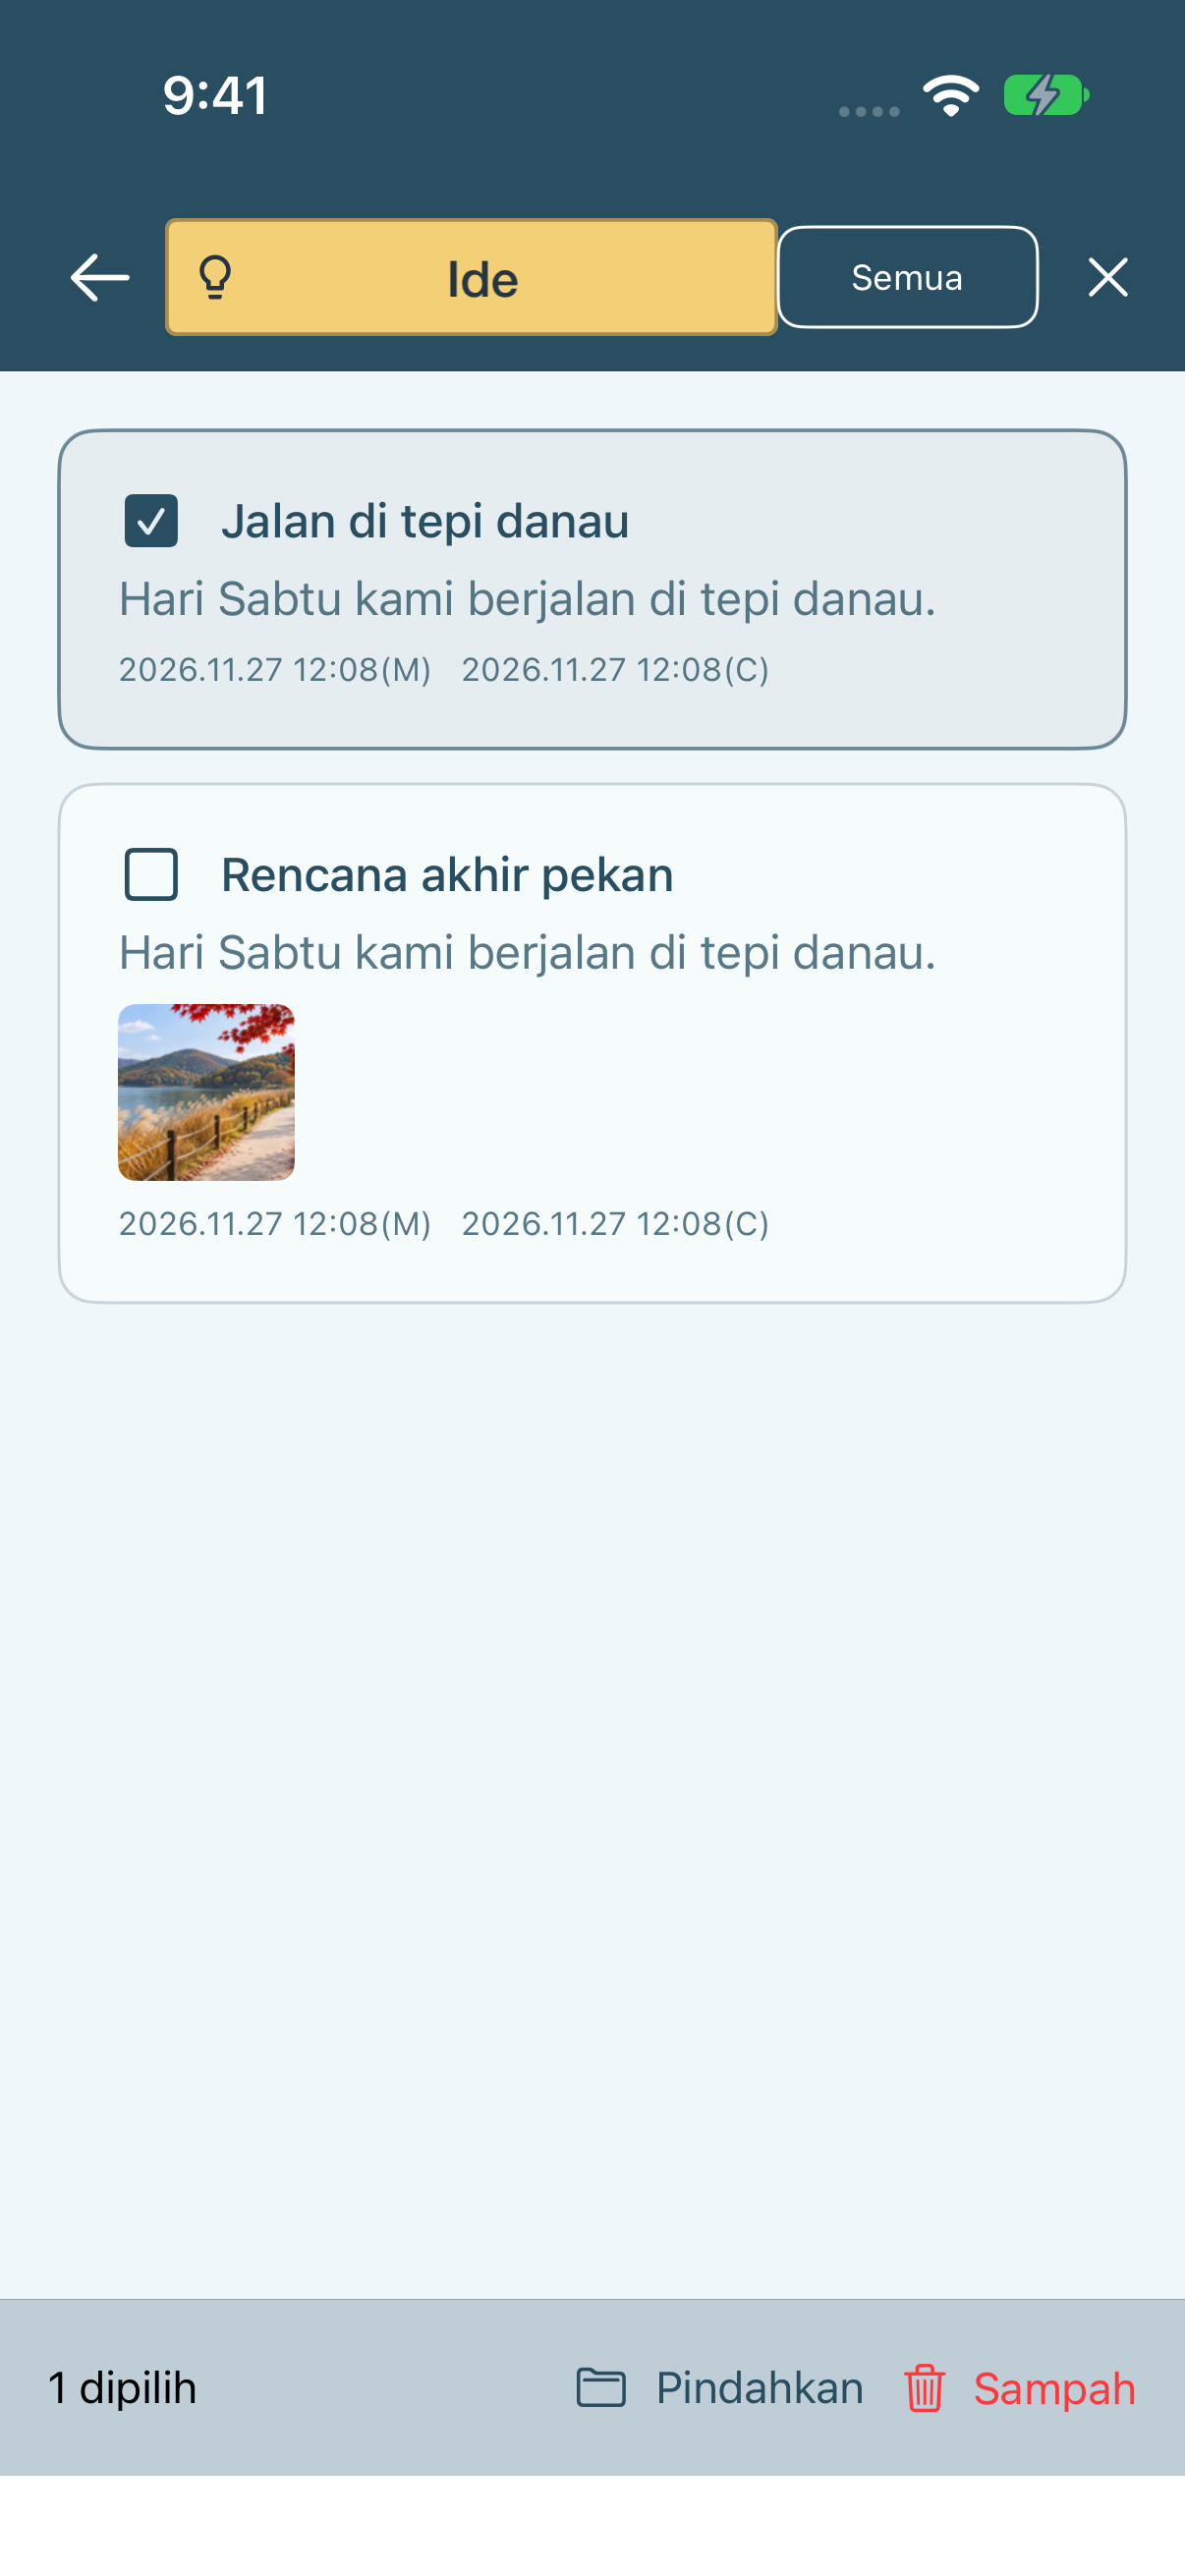 9:41
Ide
Semua
Jalan di tepi danau
Hari Sabtu kami berjalan di tepi danau.
2026.11.27 12:08(M) 2026.11.27 12:08(C)
Rencana akhir pekan
Hari Sabtu kami berjalan di tepi danau.
2026.11.27 12:08(M) 2026.11.27 12:08(C)
1 dipilih
Pindahkan
Sampah